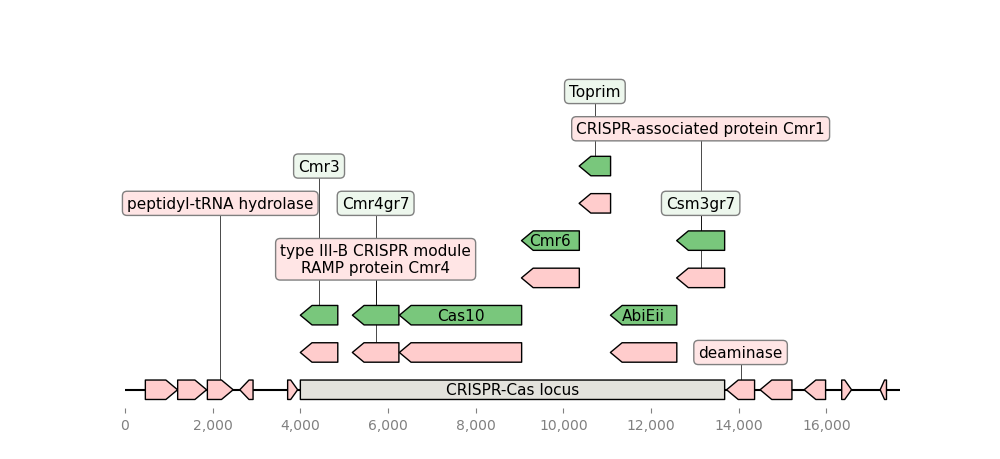 Toprim
CRISPR-associated protein Cmr1
Cmr3
peptidyl-tRNA hydrolase
Cmr4gr7
Csm3gr7
Cmr6
type III-B CRISPR module
RAMP protein Cmr4
Cas10
AbiEii
deaminase
CRISPR-Cas locus
0
2,000
4,000
6,000
8,000
10,000
12,000
14,000
16,000